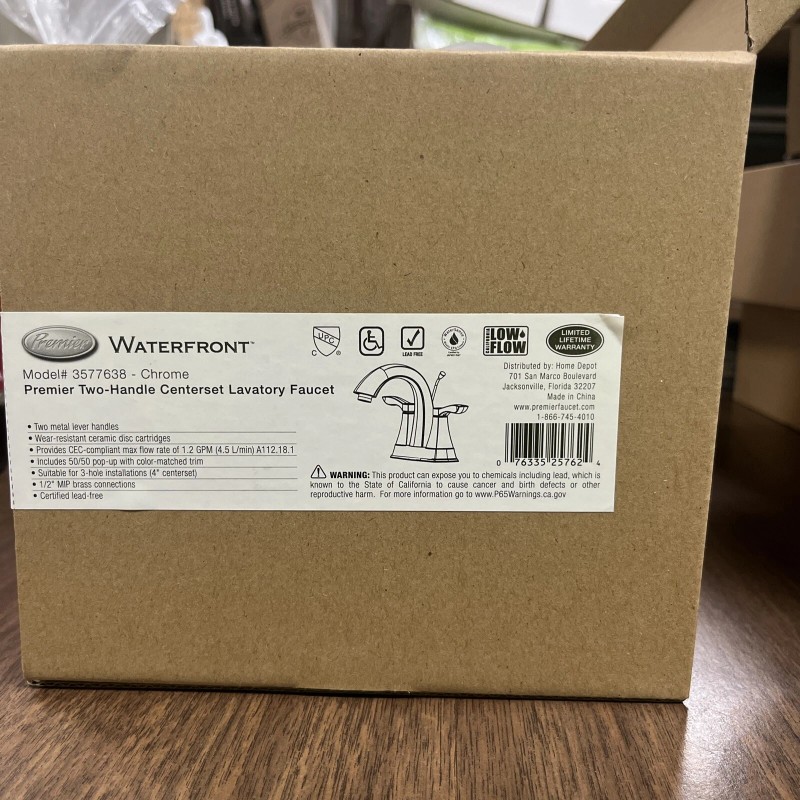 Premier WATERFRONT™
Model# 3577638 - Chrome
Premier Two-Handle Centerset Lavatory Faucet
• Two metal lever handles
• Wear-resistant ceramic disc cartridges
• Provides CEC-compliant max flow rate of 1.2 GPM (4.5 L/min) A112.18.1
• Includes 50/50 pop-up with color-matched trim
• Suitable for 3-hole installations (4" centerset)
• 1/2" MIP brass connections
• Certified lead-free
UPC
C
®
LEAD FREE
CALIFORNIA
LOW
FLOW
LIMITED
LIFETIME
WARRANTY
Distributed by: Home Depot
701 San Marco Boulevard
Jacksonville, Florida 32207
Made in China
www.premierfaucet.com
1-866-745-4010
0 76335 25762 4
WARNING: This product can expose you to chemicals including lead, which is
known to the State of California to cause cancer and birth defects or other
reproductive harm. For more information go to www.P65Warnings.ca.gov